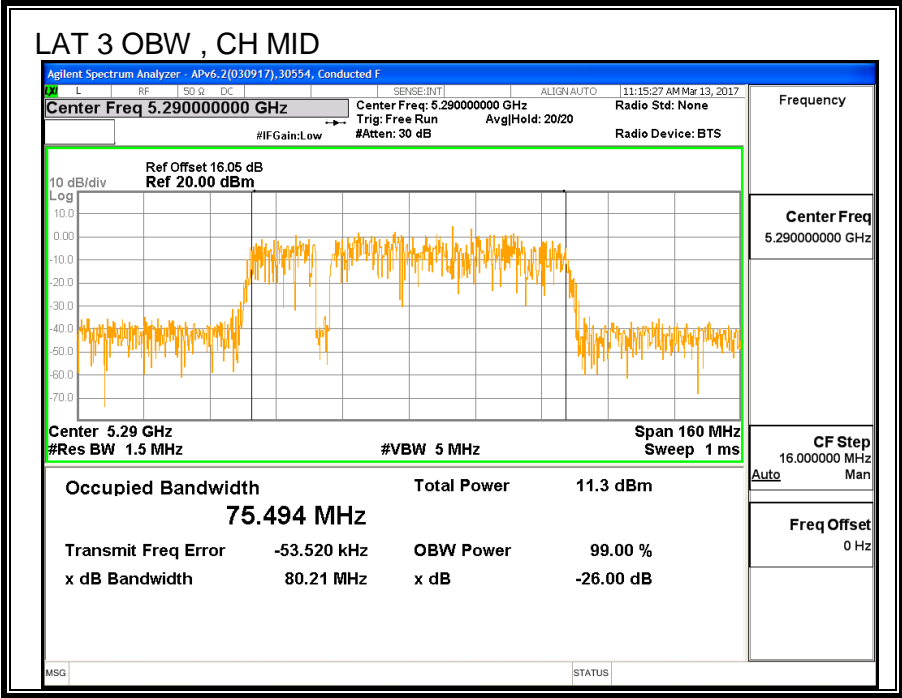 LAT 3 OBW , CH MID
Agilent Spectrum Analyzer - APv6.2(030917),30554, Conducted F
LXI L RF 50 Ω DC SENSE:INT ALIGN AUTO 11:15:27 AM Mar 13, 2017
Center Freq 5.290000000 GHz
Center Freq: 5.290000000 GHz
Radio Std: None
Trig: Free Run Avg|Hold: 20/20
#IFGain:Low
#Atten: 30 dB
Radio Device: BTS
Ref Offset 16.05 dB
10 dB/div Ref 20.00 dBm
Log
10.0
0.00
-10.0
-20.0
-30.0
-40.0
-50.0
-60.0
-70.0
Center 5.29 GHz Span 160 MHz
#Res BW 1.5 MHz #VBW 5 MHz Sweep 1 ms
Occupied Bandwidth Total Power 11.3 dBm
75.494 MHz
Transmit Freq Error -53.520 kHz OBW Power 99.00 %
x dB Bandwidth 80.21 MHz x dB -26.00 dB
MSG STATUS
Frequency
Center Freq
5.290000000 GHz
CF Step
16.000000 MHz
Auto Man
Freq Offset
0 Hz